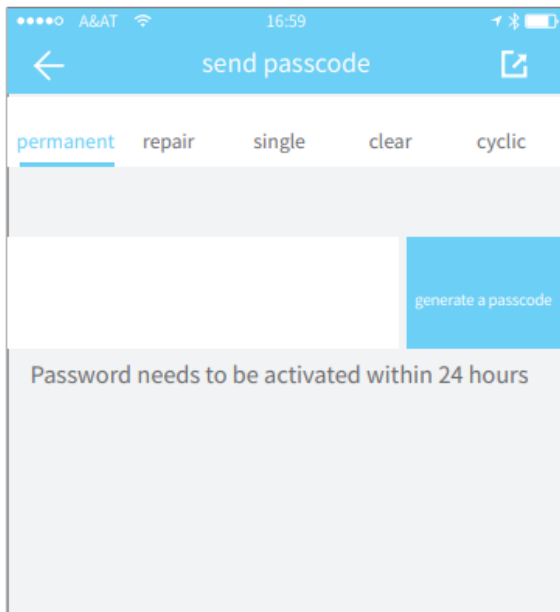 A&AT 16:59
send passcode
permanent repair single clear cyclic
generate a passcode
Password needs to be activated within 24 hours